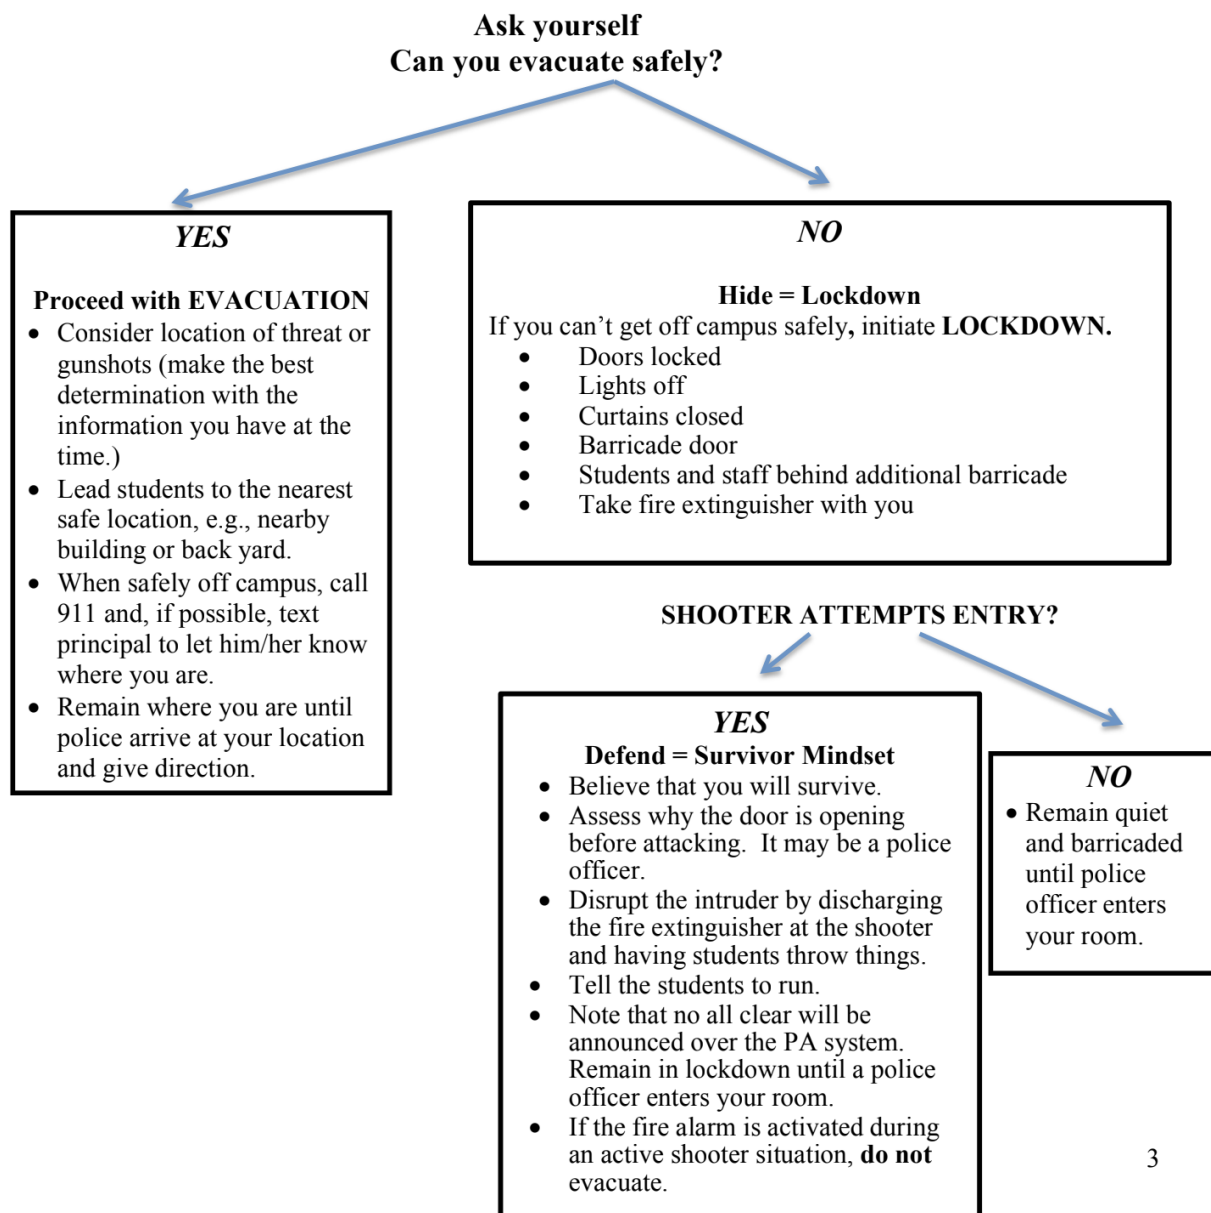 Ask yourself
Can you evacuate safely?
YES
Proceed with EVACUATION
• Consider location of threat or
gunshots (make the best
determination with the
information you have at the
time.)
• Lead students to the nearest
safe location, e.g., nearby
building or back yard.
• When safely off campus, call
911 and, if possible, text
principal to let him/her know
where you are.
• Remain where you are until
police arrive at your location
and give direction.
NO
Hide = Lockdown
If you can’t get off campus safely, initiate LOCKDOWN.
• Doors locked
• Lights off
• Curtains closed
• Barricade door
• Students and staff behind additional barricade
• Take fire extinguisher with you
SHOOTER ATTEMPTS ENTRY?
YES
Defend = Survivor Mindset
• Believe that you will survive.
• Assess why the door is opening
before attacking.  It may be a police
officer.
• Disrupt the intruder by discharging
the fire extinguisher at the shooter
and having students throw things.
• Tell the students to run.
• Note that no all clear will be
announced over the PA system.
Remain in lockdown until a police
officer enters your room.
• If the fire alarm is activated during
an active shooter situation, do not
evacuate.
NO
• Remain quiet
and barricaded
until police
officer enters
your room.
3